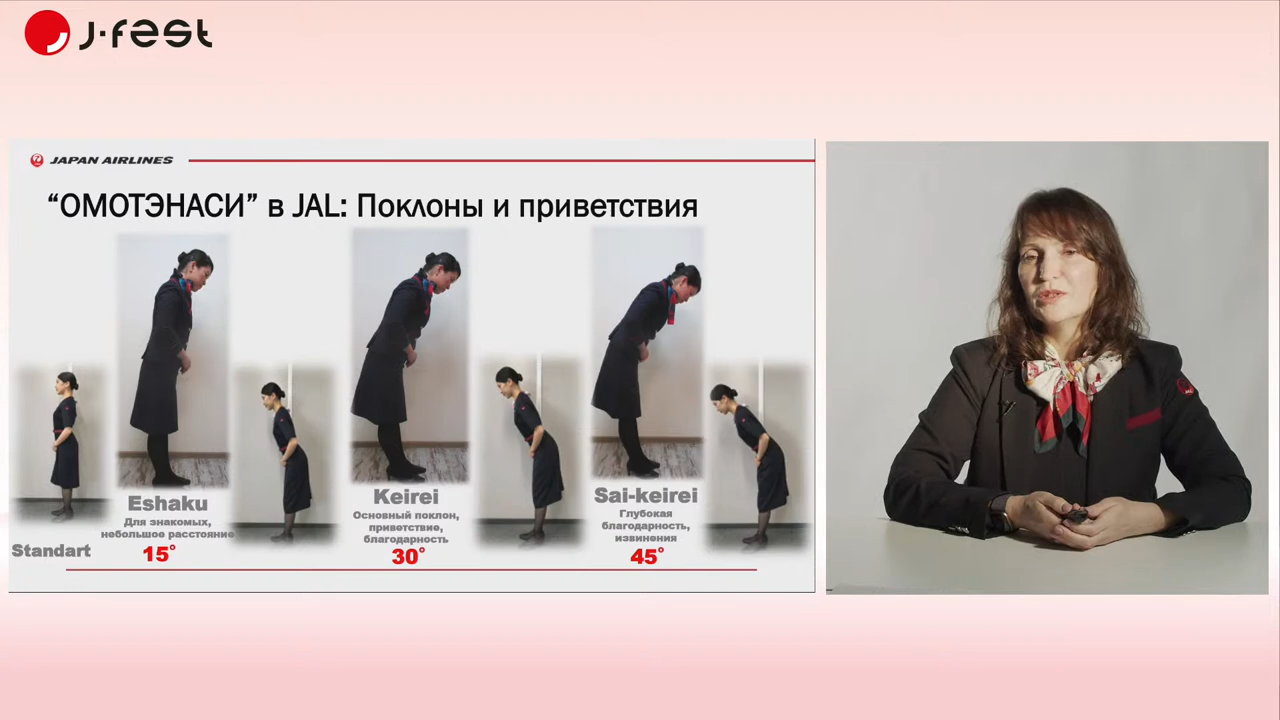 J·fest
JAPAN AIRLINES
“ОМОТЭНАСИ” в JAL: Поклоны и приветствия
Standart
Eshaku
Для знакомых,
небольшое расстояние
15°
Keirei
Основный поклон,
приветствие,
благодарность
30°
Sai-keirei
Глубокая
благодарность,
извинения
45°